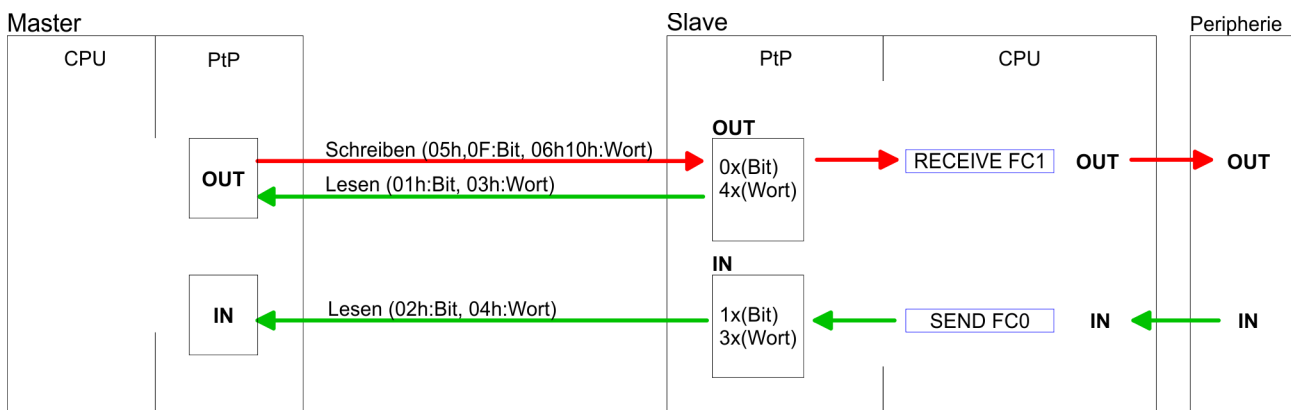 Master
Slave
Peripherie
CPU
PtP
PtP
CPU
OUT
Schreiben (05h,0F:Bit, 06h10h:Wort)
OUT
Lesen (01h:Bit, 03h:Wort)
0x(Bit)
4x(Wort)
RECEIVE FC1
OUT
OUT
IN
IN
Lesen (02h:Bit, 04h:Wort)
1x(Bit)
3x(Wort)
SEND FC0
IN
IN